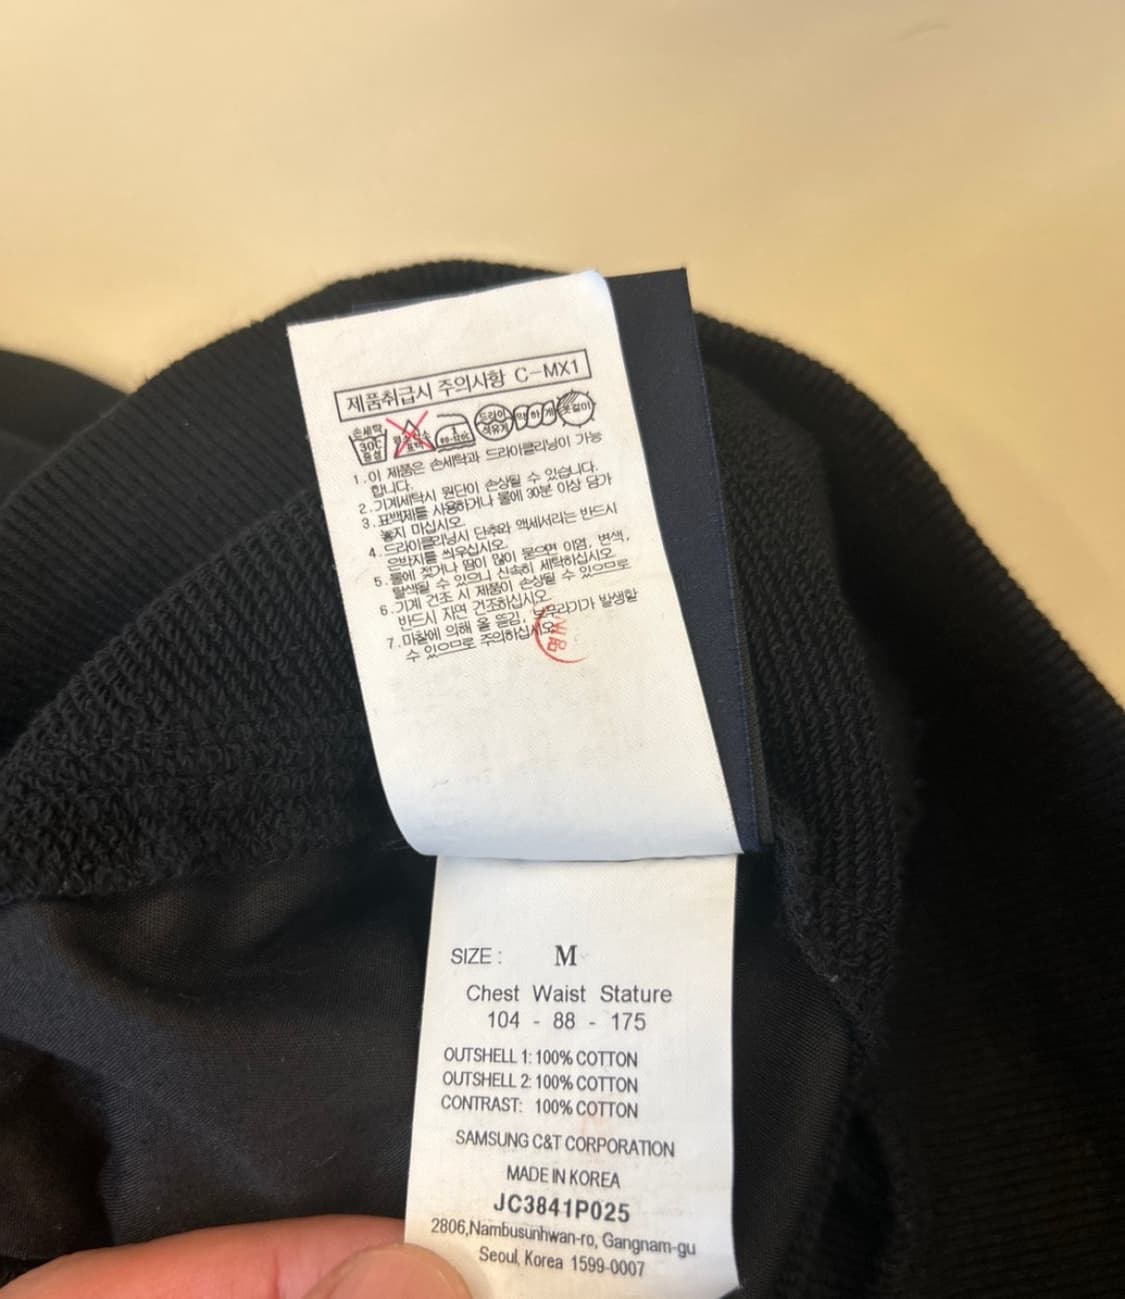 제품취급시 주의사항 C-MX1
손세탁
30℃
중성
드라이
석유계
약하게
옷걸이
1.이 제품은 손세탁과 드라이클리닝이 가능
합니다.
2.기계세탁시 원단이 손상될 수 있습니다.
3.표백제를 사용하거나 물에 30분 이상 담가
놓지 마십시오.
4.드라이클리닝시 단추와 액세서리는 반드시
은박지를 씌우십시오.
5.물에 젖거나 땀이 많이 묻으면 이염, 변색,
탈색될 수 있으니 신속히 세탁하십시오.
6.기계 건조 시 제품이 손상될 수 있으므로
반드시 자연 건조하십시오.
7.마찰에 의해 올 뜯김, 보푸라기가 발생할
수 있으므로 주의하십시오.
SIZE : M
Chest Waist Stature
104 - 88 - 175
OUTSHELL 1: 100% COTTON
OUTSHELL 2: 100% COTTON
CONTRAST: 100% COTTON
SAMSUNG C&T CORPORATION
MADE IN KOREA
JC3841P025
2806,Nambusunhwan-ro, Gangnam-gu
Seoul, Korea 1599-0007